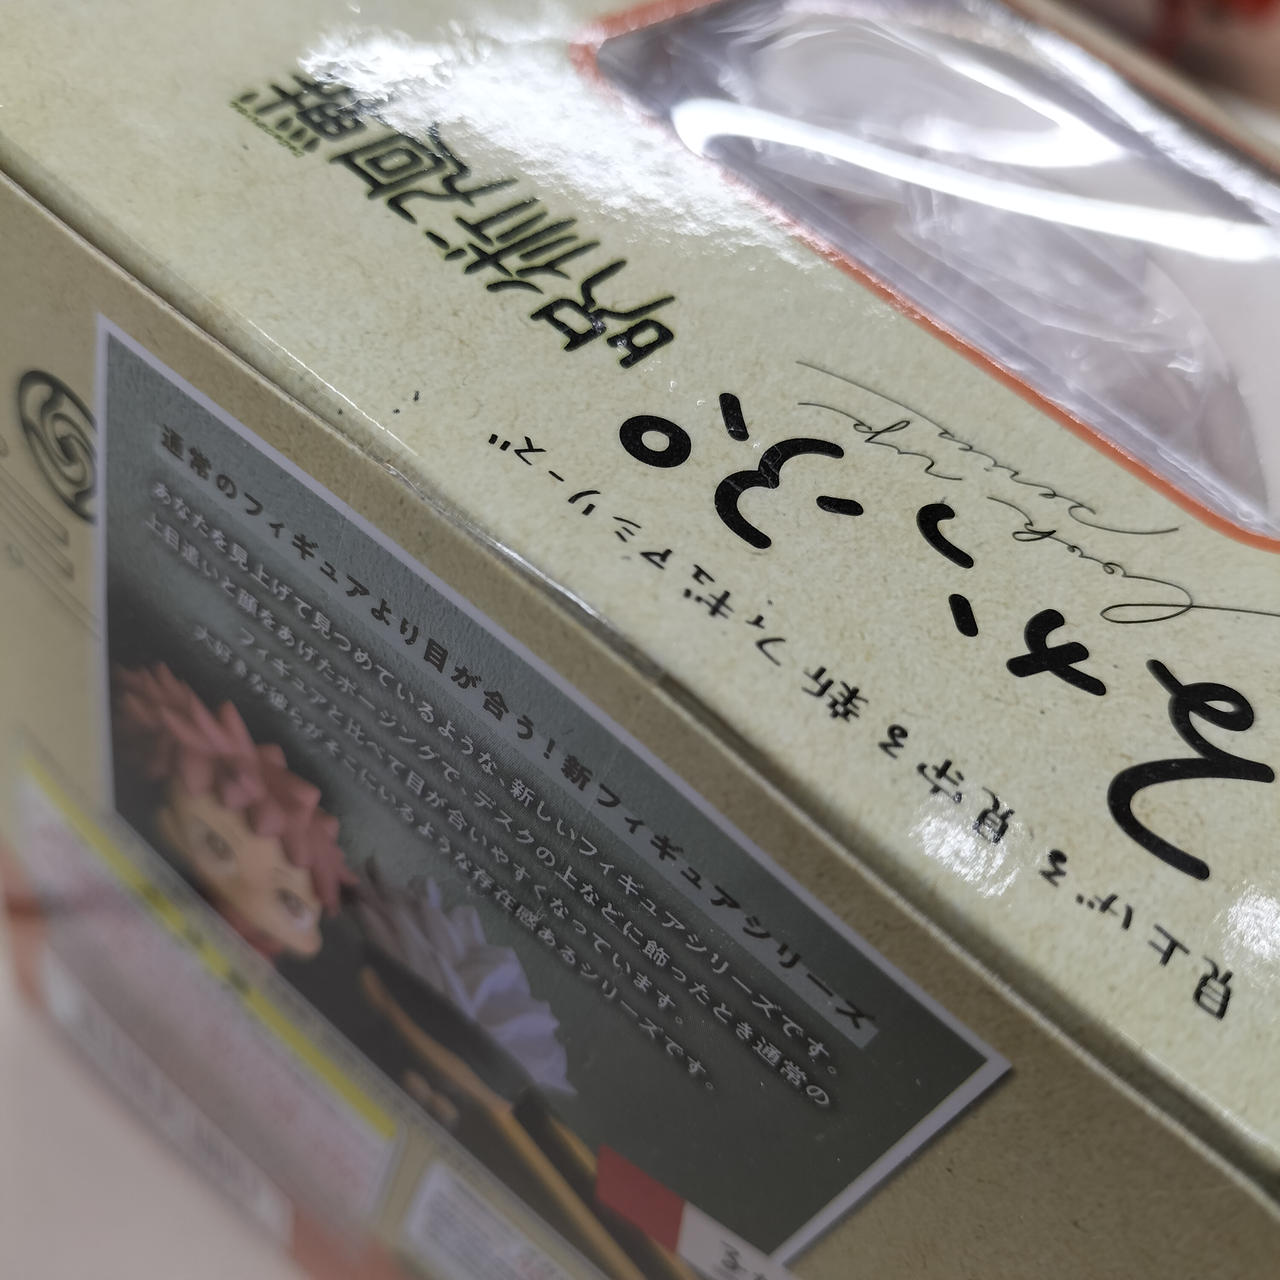 呪術廻戦
るかっぷ。
look up series
見上げる見守る新フィギュアシリーズ
通常のフィギュアより目が合う!新フィギュアシリーズ
あなたを見上げて見つめているような、新しいフィギュアシリーズです。
上目遣いと顔をあげたポージングで、デスクの上などに飾ったとき通常の
フィギュアと比べて目が合いやすくなっています。
大好きな彼らがそこにいるような存在感あるシリーズです。